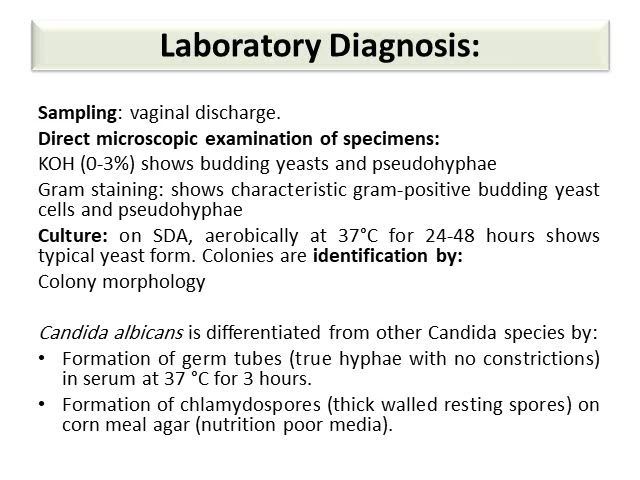 Laboratory Diagnosis:
Sampling: vaginal discharge.
Direct microscopic examination of specimens:
KOH (0-3%) shows budding yeasts and pseudohyphae
Gram staining: shows characteristic gram-positive budding yeast
cells and pseudohyphae
Culture: on SDA, aerobically at 37°C for 24-48 hours shows
typical yeast form. Colonies are identification by:
Colony morphology
Candida albicans is differentiated from other Candida species by:
• Formation of germ tubes (true hyphae with no constrictions)
in serum at 37 °C for 3 hours.
• Formation of chlamydospores (thick walled resting spores) on
corn meal agar (nutrition poor media).